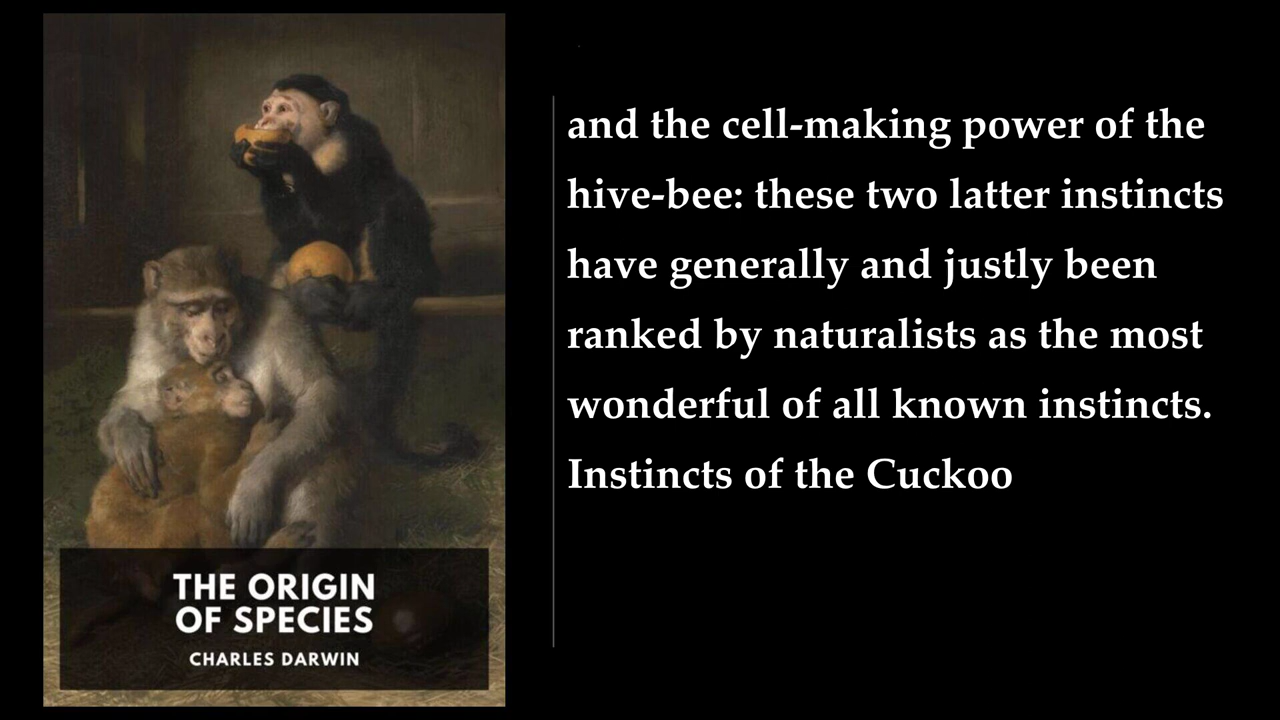 THE ORIGIN
OF SPECIES
CHARLES DARWIN
and the cell-making power of the
hive-bee: these two latter instincts
have generally and justly been
ranked by naturalists as the most
wonderful of all known instincts.
Instincts of the Cuckoo